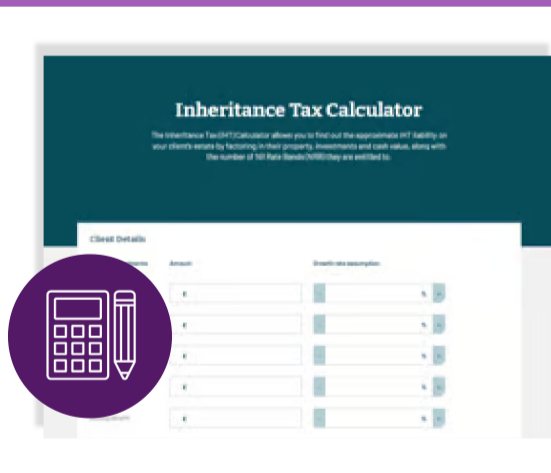 Inheritance Tax Calculator
The Inheritance Tax (IHT) Calculator allows you to find out the approximate IHT liability on
your client's estate by factoring in their property, investments and cash value, along with
the number of Nil Rate Bands (NRB) they are entitled to.
Client Details
Amount Growth rate assumption
£ %
£ %
£ %
£ %
£ %